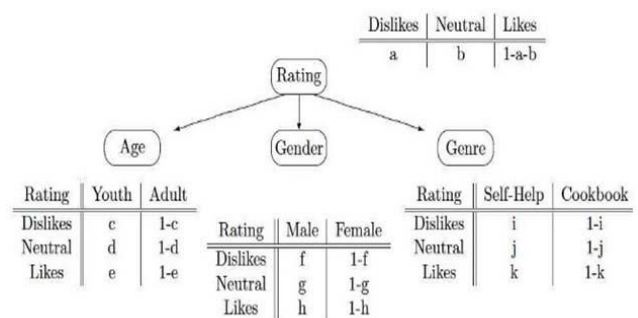 Dislikes Neutral Likes
a b 1-a-b
Rating
Age
Gender
Genre
Rating Youth Adult
Dislikes c 1-c
Neutral d 1-d
Likes e 1-e
Rating Male Female
Dislikes f 1-f
Neutral g 1-g
Likes h 1-h
Rating Self-Help Cookbook
Dislikes i 1-i
Neutral j 1-j
Likes k 1-k